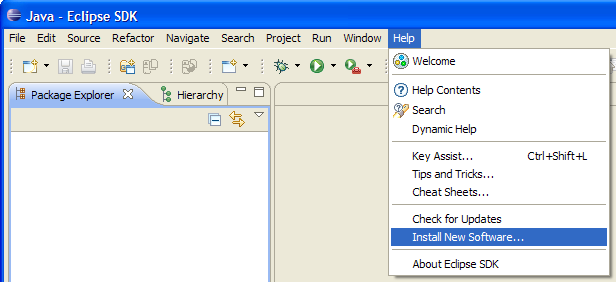 Java - Eclipse SDK
File Edit Source Refactor Navigate Search Project Run Window Help
Package Explorer Hierarchy
Welcome
Help Contents
Search
Dynamic Help
Key Assist... Ctrl+Shift+L
Tips and Tricks...
Cheat Sheets...
Check for Updates
Install New Software...
About Eclipse SDK